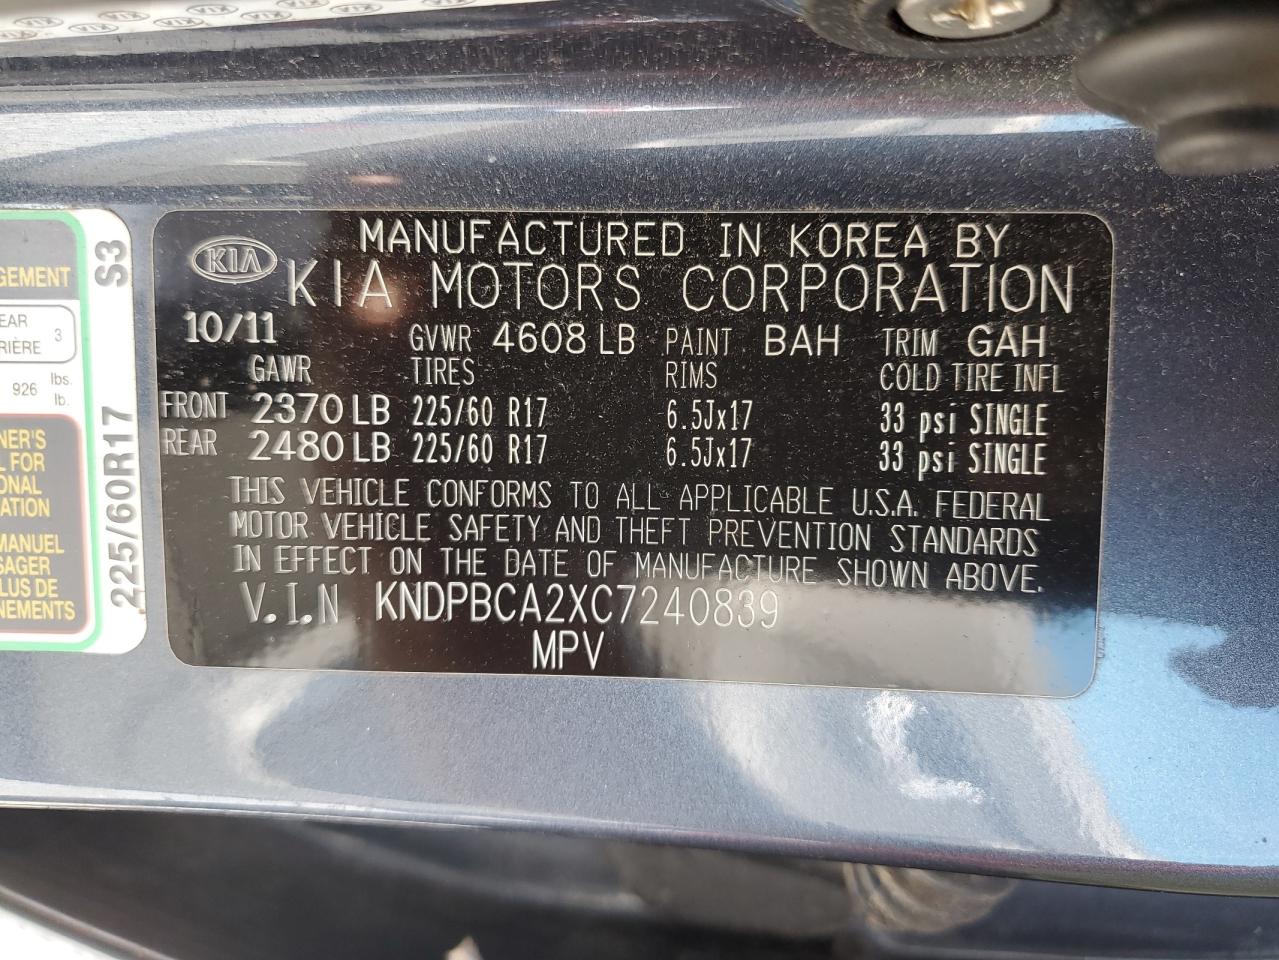 KIA
MANUFACTURED IN KOREA BY
KIA MOTORS CORPORATION
10/11 GVWR 4608 LB PAINT BAH TRIM GAH
GAWR TIRES RIMS COLD TIRE INFL
FRONT 2370 LB 225/60 R17 6.5Jx17 33 psi SINGLE
REAR 2480 LB 225/60 R17 6.5Jx17 33 psi SINGLE
THIS VEHICLE CONFORMS TO ALL APPLICABLE U.S.A. FEDERAL
MOTOR VEHICLE SAFETY AND THEFT PREVENTION STANDARDS
IN EFFECT ON THE DATE OF MANUFACTURE SHOWN ABOVE.
V.I.N KNDPBCA2XC7240839
MPV
GEMENT
EAR 3
RIÈRE
926 lbs.
lb.
NER'S
L FOR
ONAL
ATION
MANUEL
SAGER
LUS DE
NEMENTS
225/60R17 S3